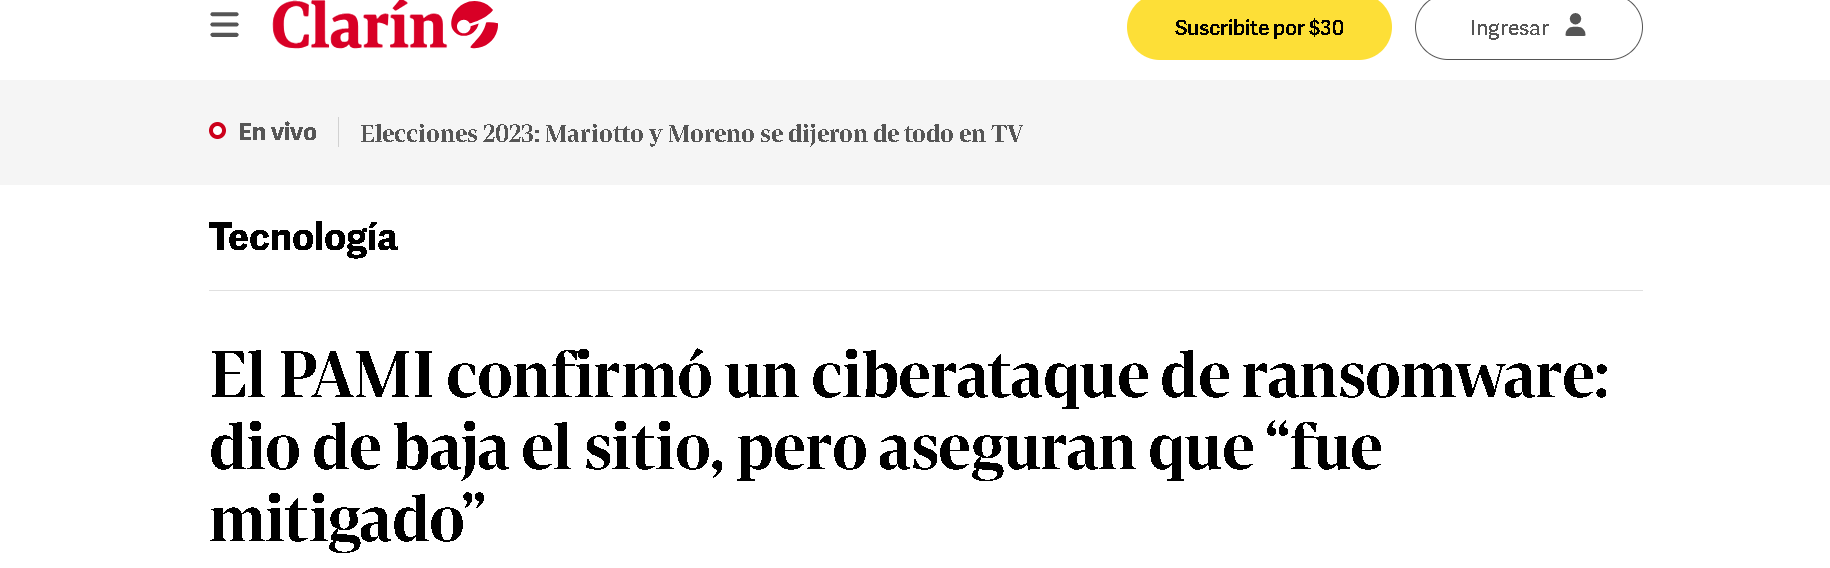 Clarín
Suscribite por $30
Ingresar
En vivo
Elecciones 2023: Mariotto y Moreno se dijeron de todo en TV
Tecnología
El PAMI confirmó un ciberataque de ransomware:
dio de baja el sitio, pero aseguran que “fue
mitigado”